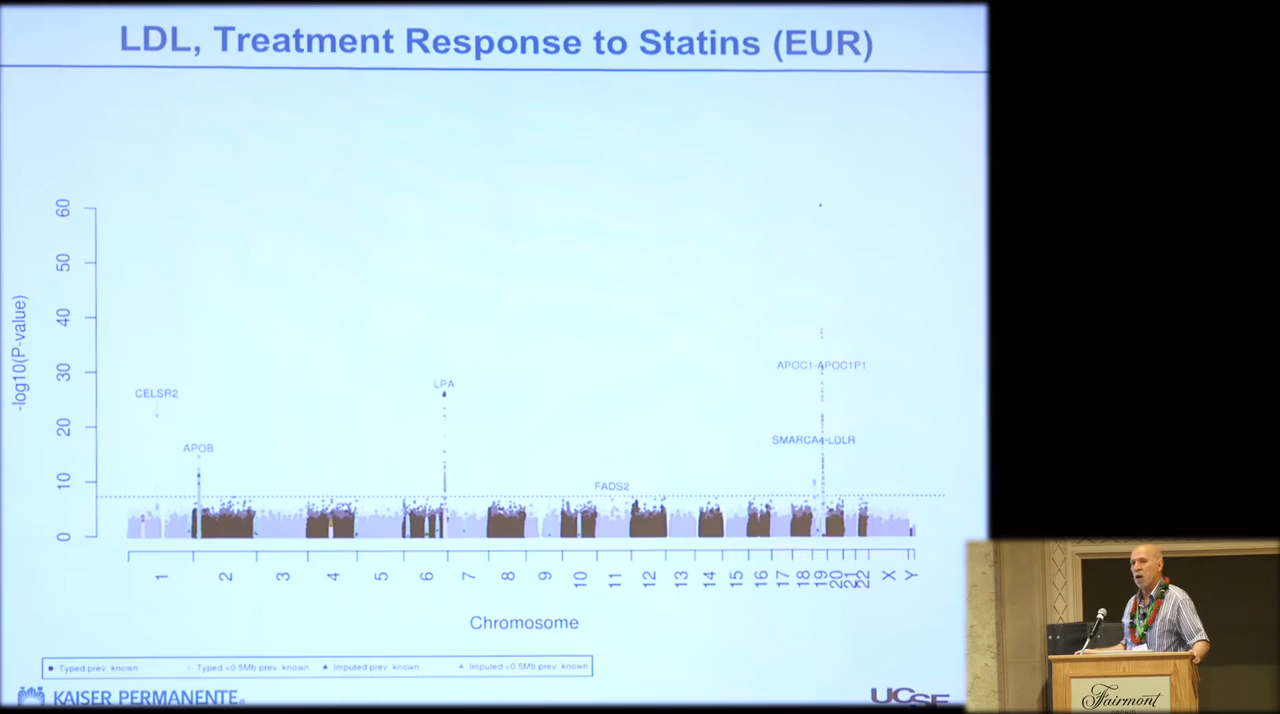 LDL, Treatment Response to Statins (EUR)
60
50
40
30
20
10
0
-log10(P-value)
CELSR2
APOB
LPA
FADS2
APOC1-APOC1P1
SMARCA4-LDLR
1 2 3 4 5 6 7 8 9 10 11 12 13 14 15 16 17 18 19 20 21 22 X Y
Chromosome
Typed prev. known Typed <0.5Mb prev. known Imputed prev. known Imputed <0.5Mb prev. known
KAISER PERMANENTE®
UCSF
Fairmont